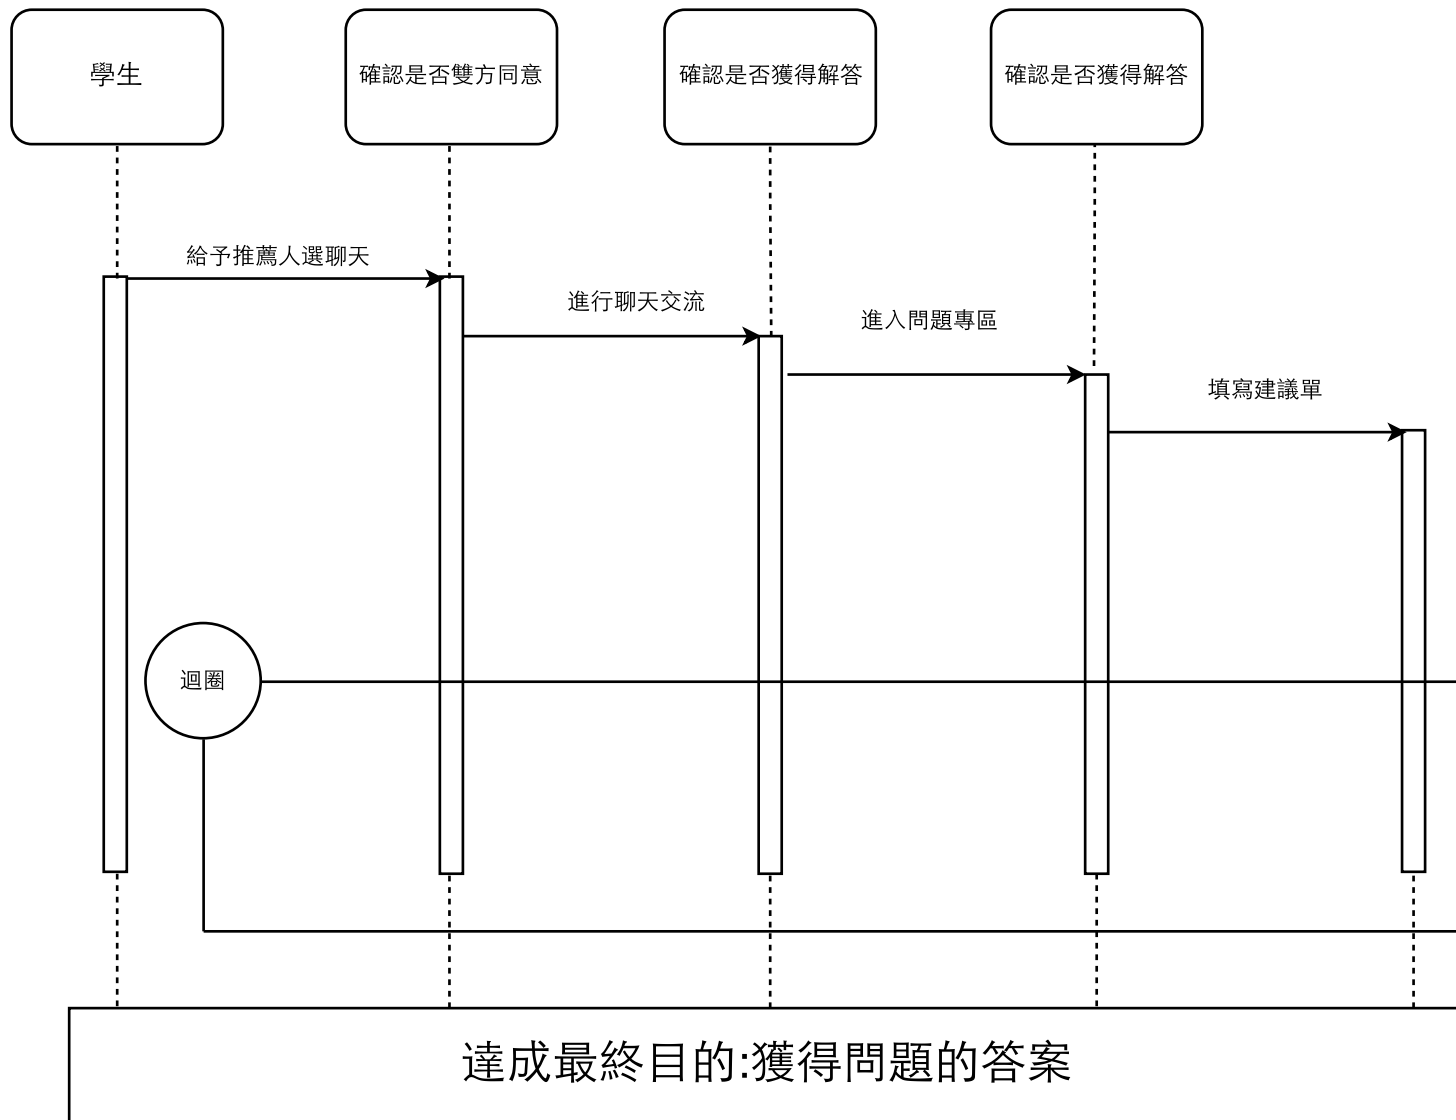 學生
確認是否雙方同意
確認是否獲得解答
確認是否獲得解答
給予推薦人選聊天
進行聊天交流
進入問題專區
填寫建議單
迴圈
達成最終目的:獲得問題的答案